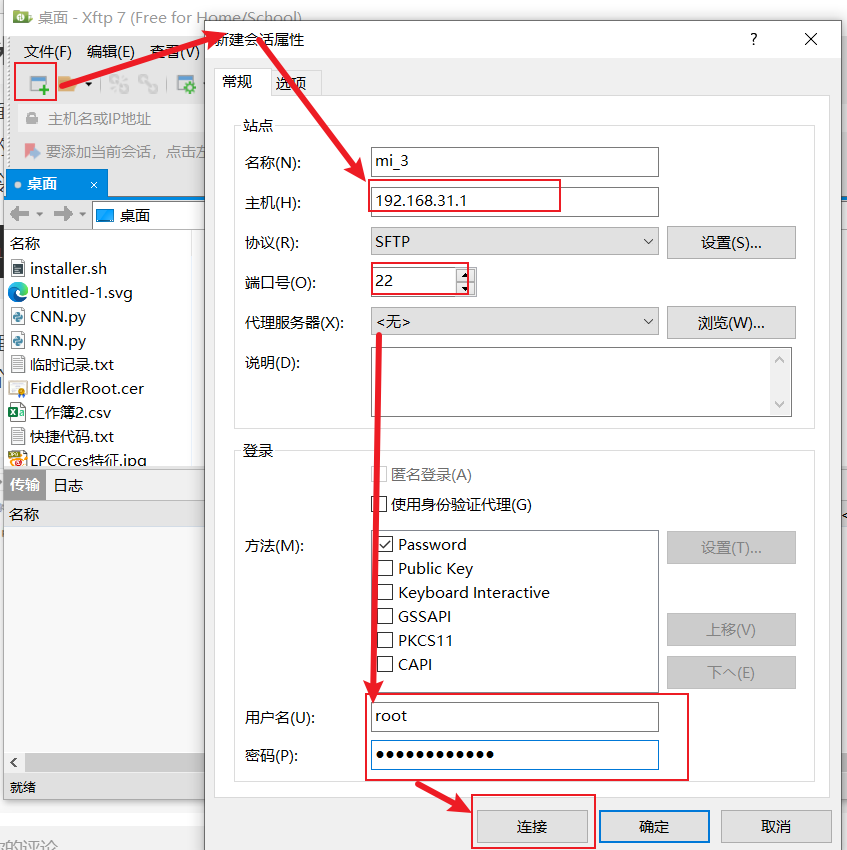 桌面 - Xftp 7 (Free for Home/School)
文件(F) 编辑(E) 查看(V)
主机名或IP地址
要添加当前会话，点击左
桌面 ×
桌面
名称
installer.sh
Untitled-1.svg
CNN.py
RNN.py
临时记录.txt
FiddlerRoot.cer
工作簿2.csv
快捷代码.txt
LPCCres特征.jpg
传输 日志
名称
就绪
的评论
新建会话属性 ? ×
常规 选项
站点
名称(N): mi_3
主机(H): 192.168.31.1
协议(R): SFTP 设置(S)...
端口号(O): 22
代理服务器(X): <无> 浏览(W)...
说明(D):
登录
匿名登录(A)
使用身份验证代理(G)
方法(M): Password 设置(T)...
Public Key
Keyboard Interactive
GSSAPI 上移(V)
PKCS11
CAPI 下へ(E)
用户名(U): root
密码(P): ●●●●●●●●●●●●
连接 确定 取消